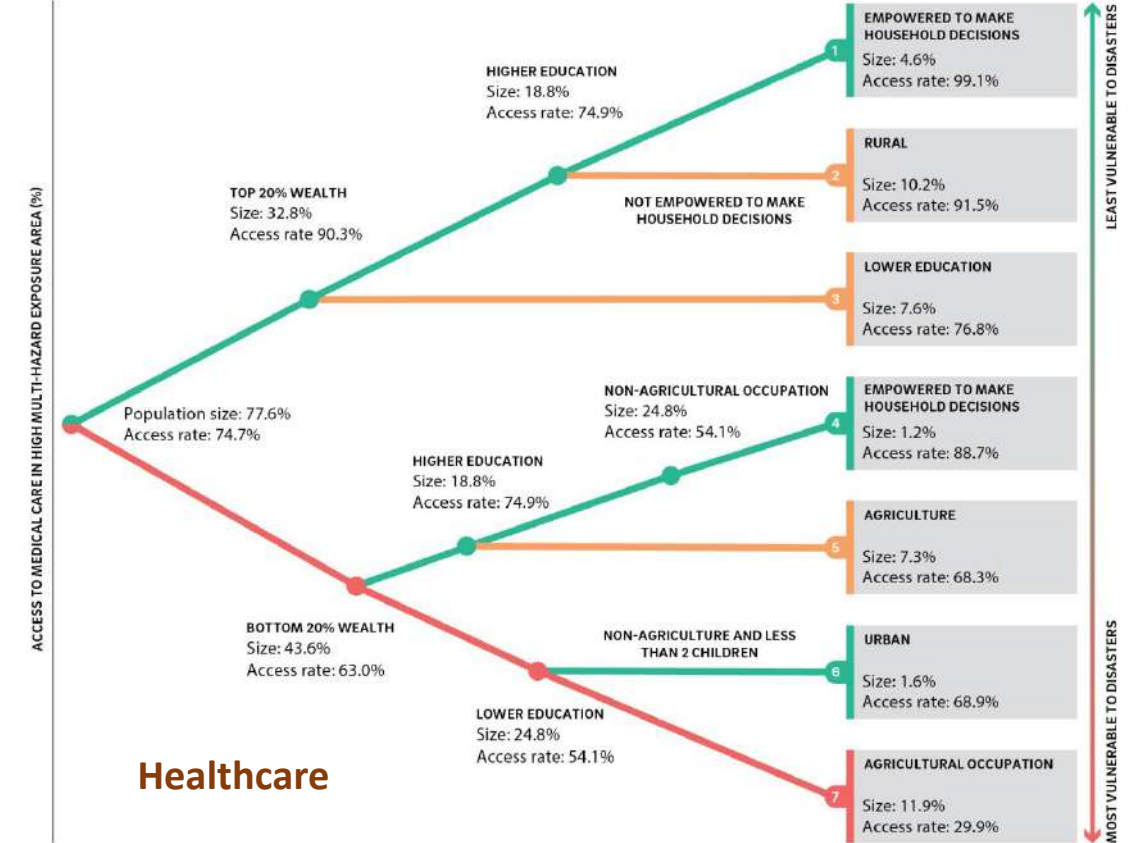 ACCESS TO MEDICAL CARE IN HIGH MULTI-HAZARD EXPOSURE AREA (%)
Population size: 77.6%
Access rate: 74.7%
TOP 20% WEALTH
Size: 32.8%
Access rate 90.3%
HIGHER EDUCATION
Size: 18.8%
Access rate: 74.9%
NOT EMPOWERED TO MAKE
HOUSEHOLD DECISIONS
BOTTOM 20% WEALTH
Size: 43.6%
Access rate: 63.0%
HIGHER EDUCATION
Size: 18.8%
Access rate: 74.9%
NON-AGRICULTURAL OCCUPATION
Size: 24.8%
Access rate: 54.1%
NON-AGRICULTURE AND LESS
THAN 2 CHILDREN
LOWER EDUCATION
Size: 24.8%
Access rate: 54.1%
1
EMPOWERED TO MAKE
HOUSEHOLD DECISIONS
Size: 4.6%
Access rate: 99.1%
2
RURAL
Size: 10.2%
Access rate: 91.5%
3
LOWER EDUCATION
Size: 7.6%
Access rate: 76.8%
4
EMPOWERED TO MAKE
HOUSEHOLD DECISIONS
Size: 1.2%
Access rate: 88.7%
5
AGRICULTURE
Size: 7.3%
Access rate: 68.3%
6
URBAN
Size: 1.6%
Access rate: 68.9%
7
AGRICULTURAL OCCUPATION
Size: 11.9%
Access rate: 29.9%
LEAST VULNERABLE TO DISASTERS
MOST VULNERABLE TO DISASTERS
Healthcare